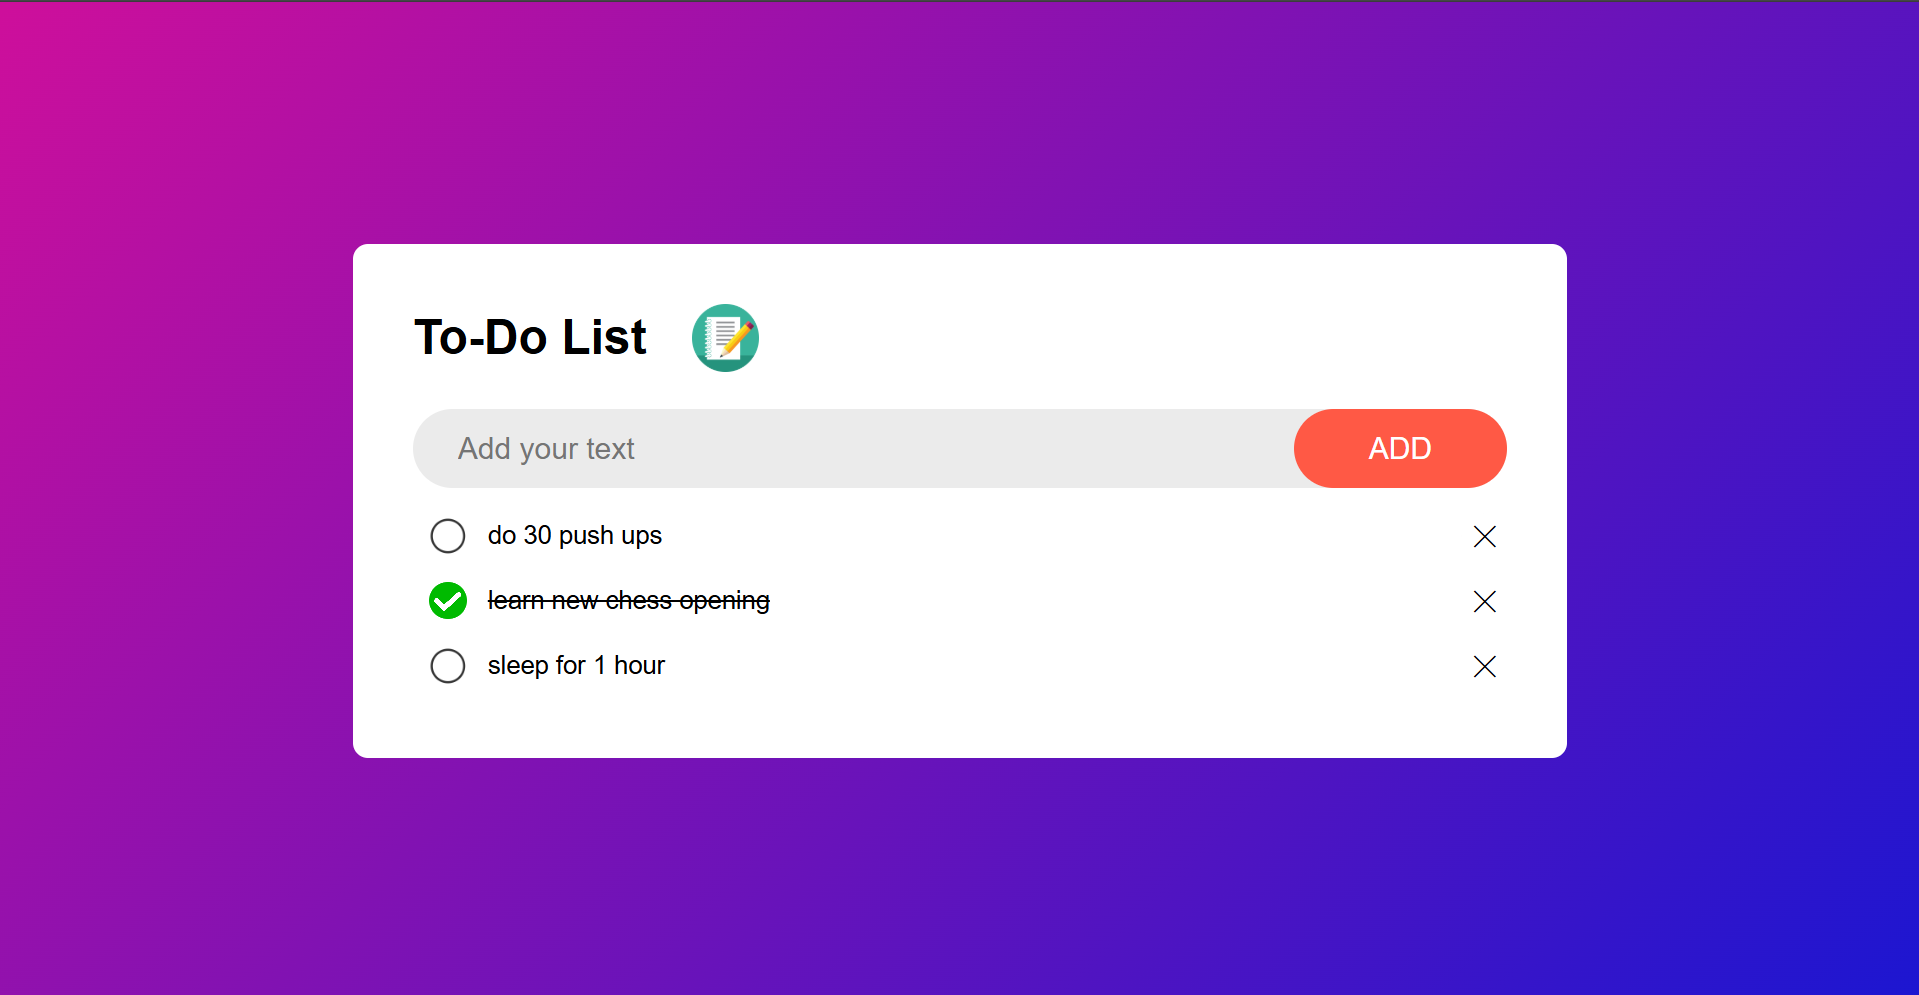 To-Do List
Add your text
ADD
do 30 push ups
learn new chess opening
sleep for 1 hour